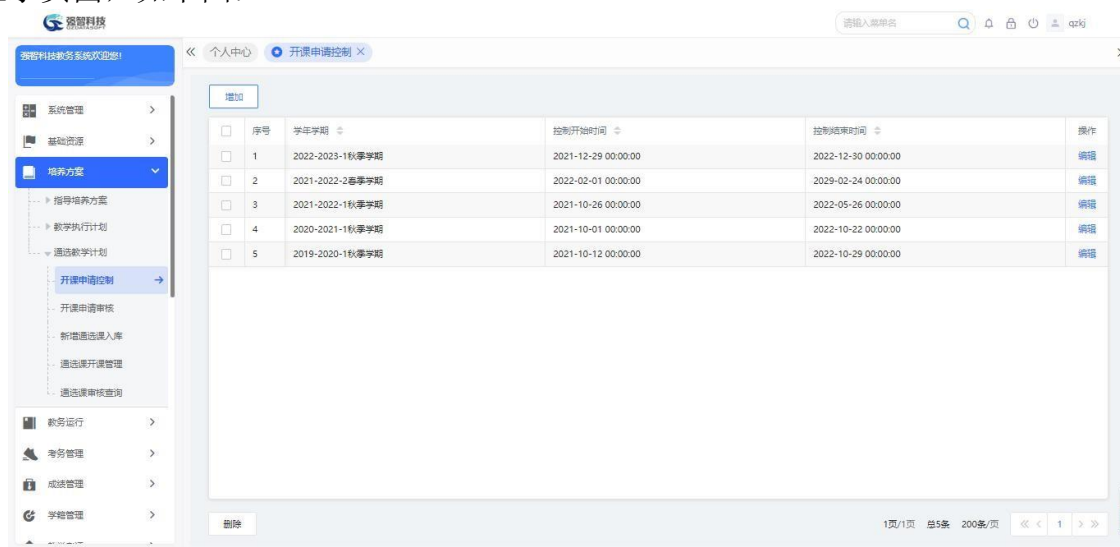 强智科技
请输入菜单名
qzkj
强智科技教务系统欢迎您!
个人中心
开课申请控制
系统管理
基础资源
培养方案
指导培养方案
教学执行计划
通选教学计划
开课申请控制
开课申请审核
新增通选课入库
通选课开课管理
通选课审核查询
教务运行
考务管理
成绩管理
学籍管理
增加
序号 学年学期 控制开始时间 控制结束时间 操作
1 2022-2023-1秋季学期 2021-12-29 00:00:00 2022-12-30 00:00:00 编辑
2 2021-2022-2春季学期 2022-02-01 00:00:00 2029-02-24 00:00:00 编辑
3 2021-2022-1秋季学期 2021-10-26 00:00:00 2022-05-26 00:00:00 编辑
4 2020-2021-1秋季学期 2021-10-01 00:00:00 2022-10-22 00:00:00 编辑
5 2019-2020-1秋季学期 2021-10-12 00:00:00 2022-10-29 00:00:00 编辑
删除
1页/1页 总5条 200条/页 1